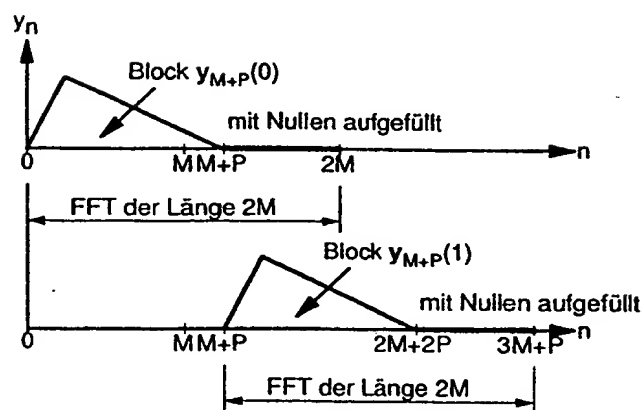 yn
Block yM+P(0)
mit Nullen aufgefüllt
0 M M+P 2M n
FFT der Länge 2M
Block yM+P(1)
mit Nullen aufgefüllt
0 M M+P 2M+2P 3M+P n
FFT der Länge 2M